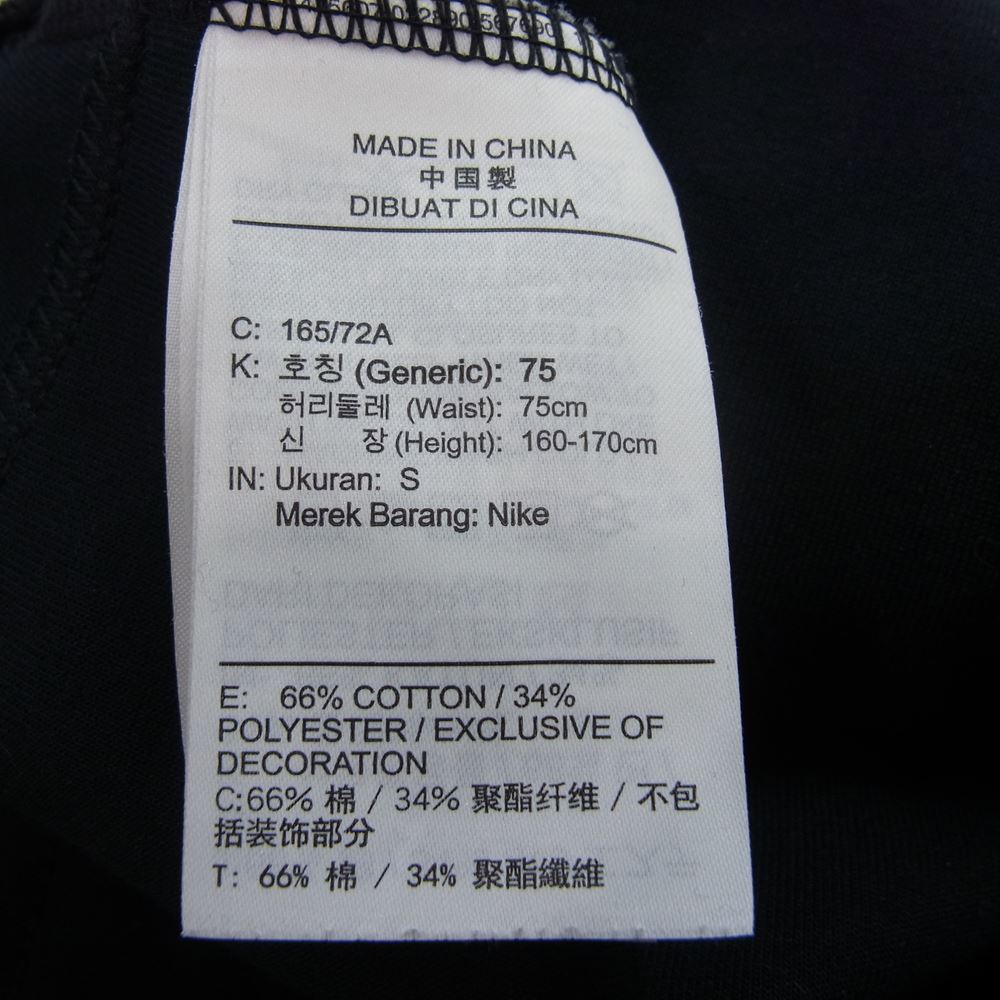 MADE IN CHINA
中国製
DIBUAT DI CINA
C: 165/72A
K: 호칭 (Generic): 75
허리둘레 (Waist): 75cm
신 장 (Height): 160-170cm
IN: Ukuran: S
Merek Barang: Nike
E: 66% COTTON / 34%
POLYESTER / EXCLUSIVE OF
DECORATION
C:66% 棉 / 34% 聚酯纤维 / 不包
括装饰部分
T: 66% 棉 / 34% 聚酯纖維